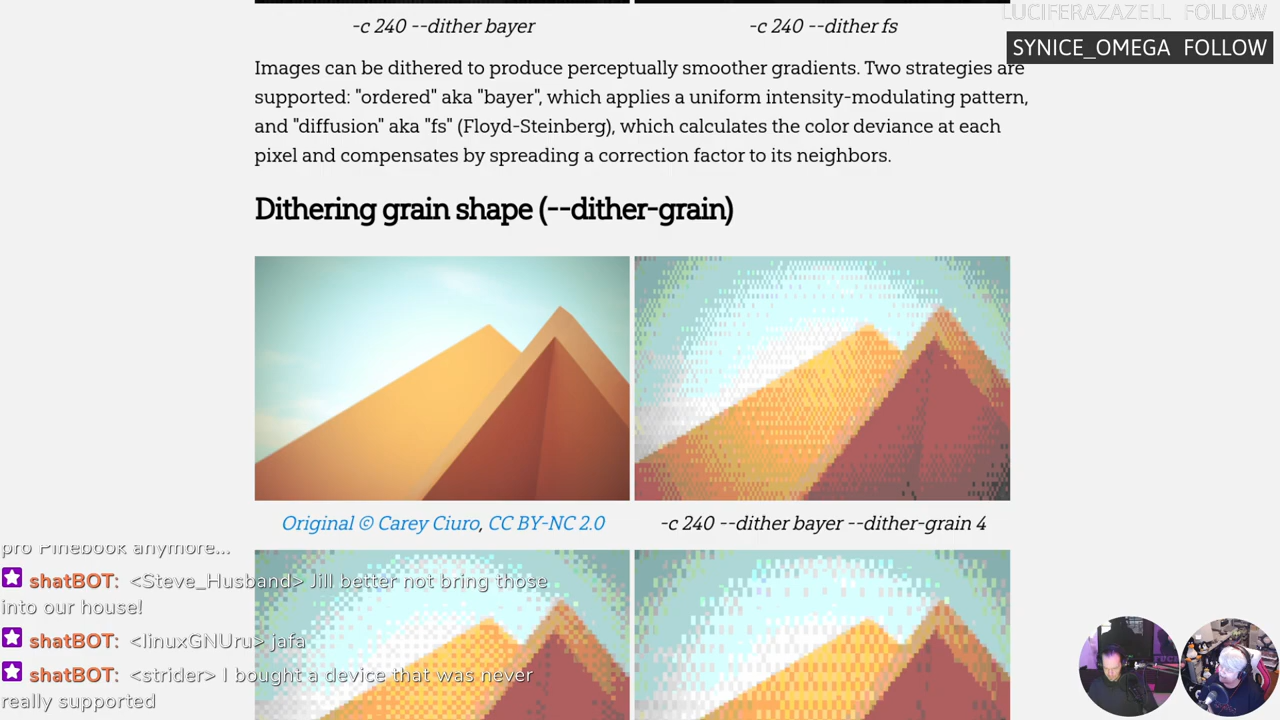 LUCIFERAZAZELL FOLLOW
-c 240 --dither bayer
-c 240 --dither fs
SYNICE_OMEGA FOLLOW
Images can be dithered to produce perceptually smoother gradients. Two strategies are
supported: "ordered" aka "bayer", which applies a uniform intensity-modulating pattern,
and "diffusion" aka "fs" (Floyd-Steinberg), which calculates the color deviance at each
pixel and compensates by spreading a correction factor to its neighbors.
Dithering grain shape (--dither-grain)
Original © Carey Ciuro, CC BY-NC 2.0
-c 240 --dither bayer --dither-grain 4
pro Pinebook anymore...
shatBOT: <Steve_Husband> Jill better not bring those
into our house!
shatBOT: <linuxGNUru> jafa
shatBOT: <strider> I bought a device that was never
really supported